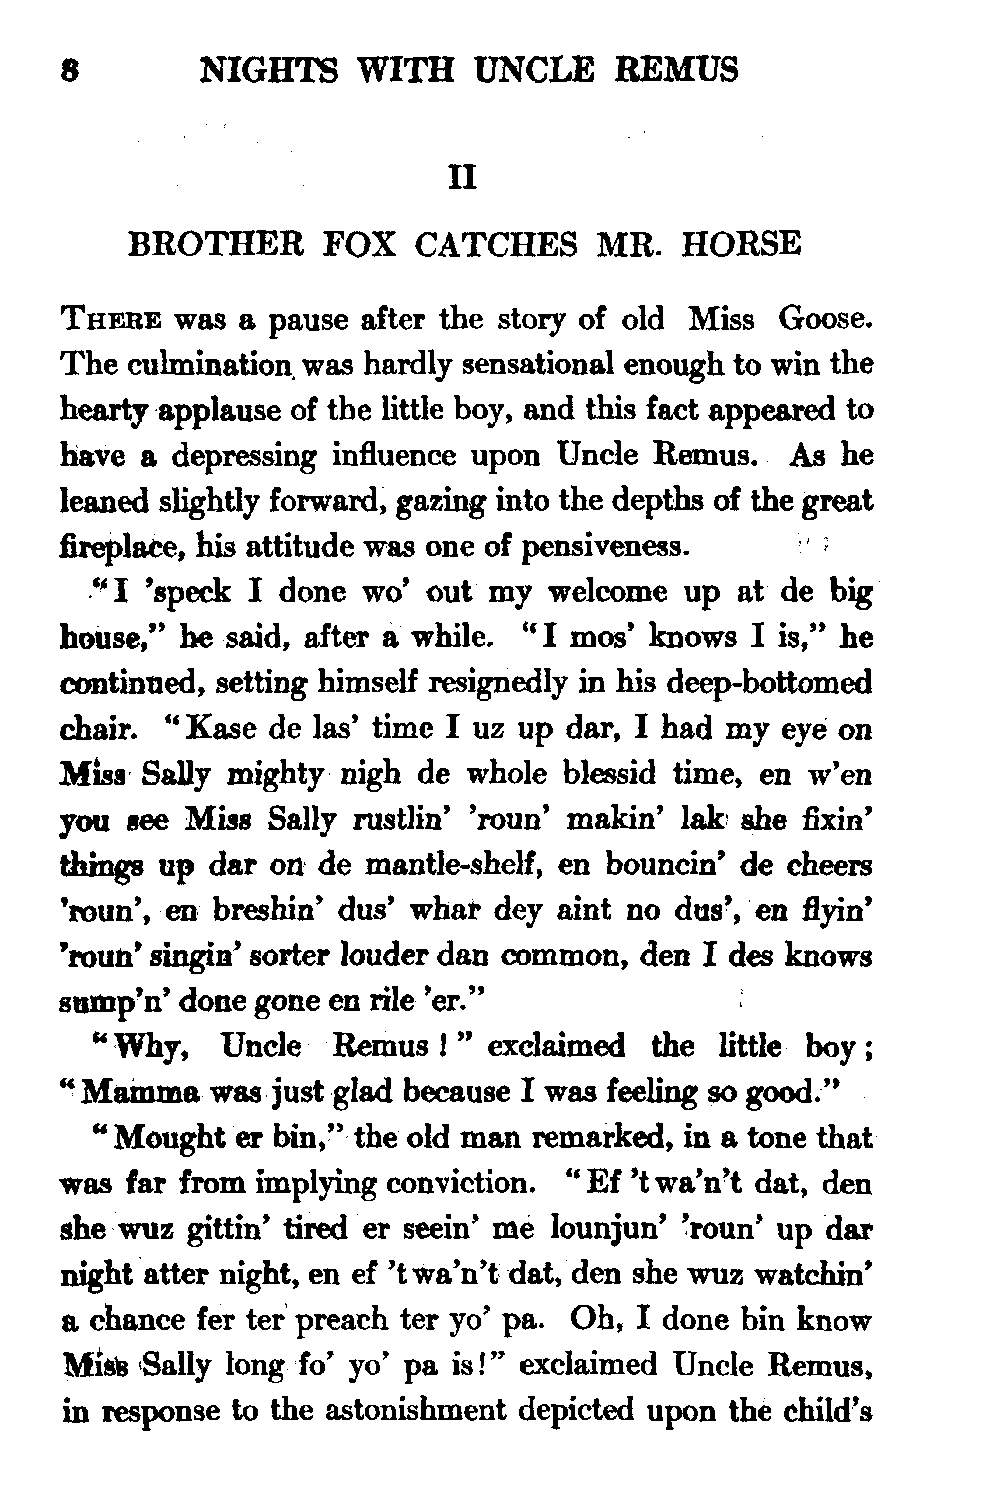 8 NIGHTS WITH UNCLE REMUS
II
BROTHER FOX CATCHES MR. HORSE
THERE was a pause after the story of old Miss Goose.
The culmination was hardly sensational enough to win the
hearty applause of the little boy, and this fact appeared to
have a depressing influence upon Uncle Remus. As he
leaned slightly forward, gazing into the depths of the great
fireplace, his attitude was one of pensiveness.
“I ’speck I done wo’ out my welcome up at de big
house,” he said, after a while. “I mos’ knows I is,” he
continued, setting himself resignedly in his deep-bottomed
chair. “Kase de las’ time I uz up dar, I had my eye on
Miss Sally mighty nigh de whole blessid time, en w’en
you see Miss Sally rustlin’ ’roun’ makin’ lak she fixin’
things up dar on de mantle-shelf, en bouncin’ de cheers
’roun’, en breshin’ dus’ whar dey aint no dus’, en flyin’
’roun’ singin’ sorter louder dan common, den I des knows
sump’n’ done gone en rile ’er.”
“Why, Uncle Remus!” exclaimed the little boy;
“Mamma was just glad because I was feeling so good.”
“Mought er bin,” the old man remarked, in a tone that
was far from implying conviction. “Ef ’t wa’n’t dat, den
she wuz gittin’ tired er seein’ me lounjun’ ’roun’ up dar
night atter night, en ef ’t wa’n’t dat, den she wuz watchin’
a chance fer ter preach ter yo’ pa. Oh, I done bin know
Miss Sally long fo’ yo’ pa is!” exclaimed Uncle Remus,
in response to the astonishment depicted upon the child’s